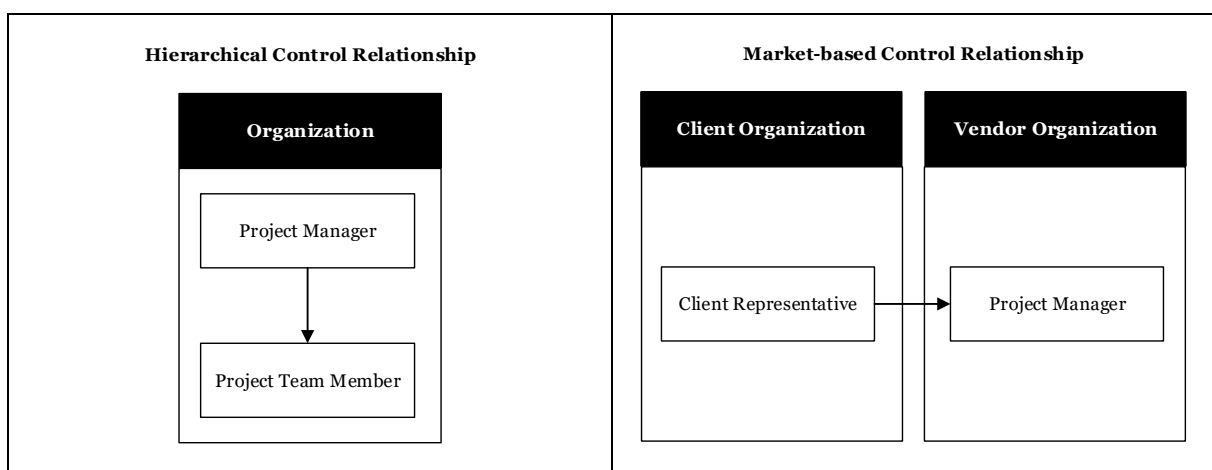 Hierarchical Control Relationship
Organization
Project Manager
Project Team Member
Market-based Control Relationship
Client Organization
Vendor Organization
Client Representative
Project Manager